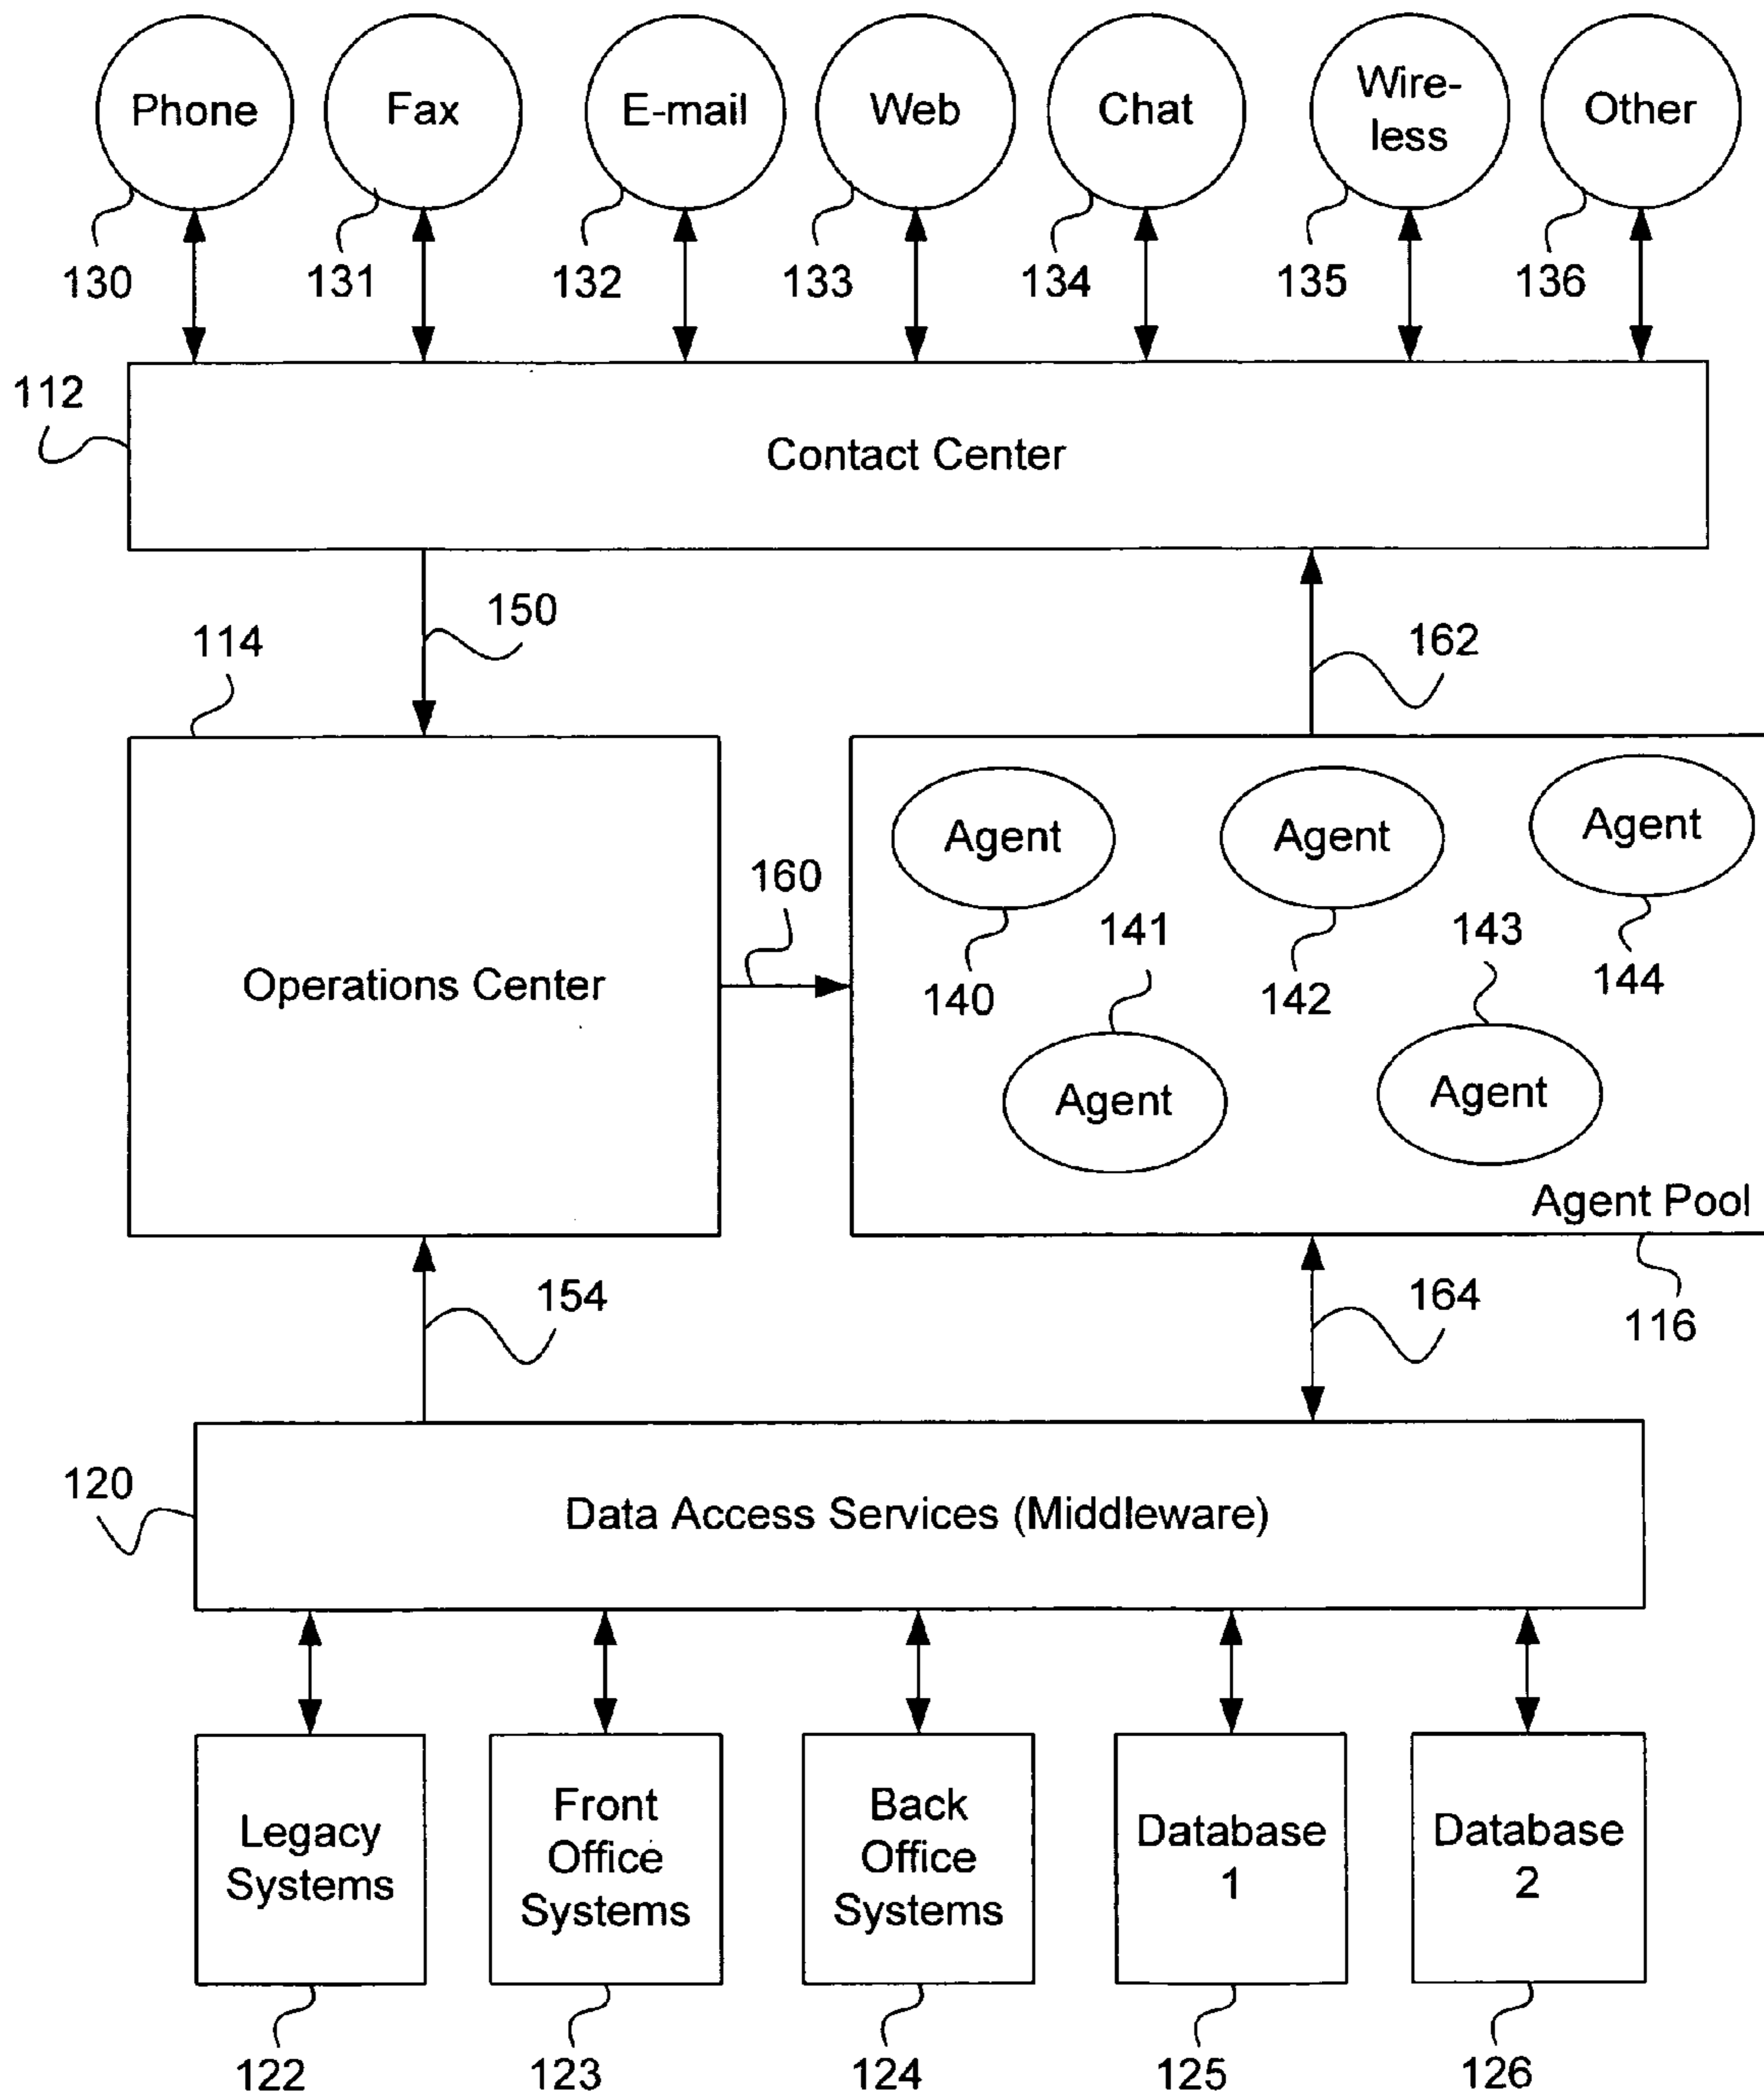 Phone
Fax
E-mail
Web
Chat
Wire-
less
Other
130
131
132
133
134
135
136
112
Contact Center
150
162
114
Agent
Agent
Agent
160
141
143
140
142
144
Operations Center
Agent
Agent
Agent Pool
154
164
116
120
Data Access Services (Middleware)
Legacy
Systems
Front
Office
Systems
Back
Office
Systems
Database
1
Database
2
122
123
124
125
126